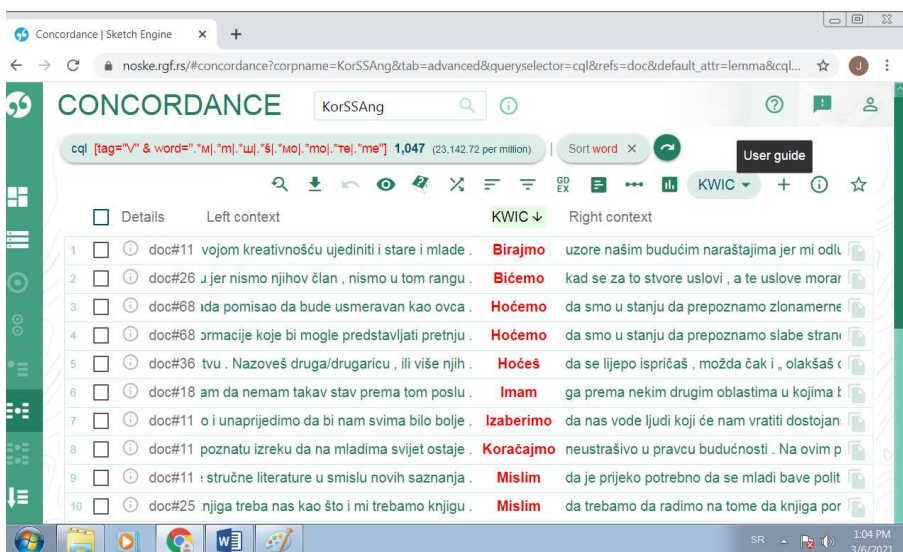 Concordance | Sketch Engine
noske.rgf.rs/#concordance?corpname=KorSSAng&tab=advanced&queryselector=cql&refs=doc&default_attr=lemma&cql...
J
CONCORDANCE KorSSAng
cql [tag="V" & word=".*м|.*m|.*ш|.*š|.*мо|.*mo|.*те|.*me"] 1,047 (23,142.72 per million) | Sort word
User guide
GD EX KWIC
Details Left context KWIC Right context
1 doc#11 vojom kreativnošću ujediniti i stare i mlade . Birajmo uzore našim budućim naraštajima jer mi odlu
2 doc#26 u jer nismo njihov član , nismo u tom rangu . Bićemo kad se za to stvore uslovi , a te uslove morar
3 doc#68 ada pomisao da bude usmeravan kao ovca . Hoćemo da smo u stanju da prepoznamo zlonamerne
4 doc#68 ormacije koje bi mogle predstavljati pretnju . Hoćemo da smo u stanju da prepoznamo slabe strane
5 doc#36 tvu . Nazoveš druga/drugaricu , ili više njih . Hoćeš da se lijepo ispričaš , možda čak i „ olakšaš
6 doc#18 am da nemam takav stav prema tom poslu . Imam ga prema nekim drugim oblastima u kojima
7 doc#11 o i unaprijedimo da bi nam svima bilo bolje . Izaberimo da nas vode ljudi koji će nam vratiti dostojan
8 doc#11 poznatu izreku da na mladima svijet ostaje . Koračajmo neustrašivo u pravcu budućnosti . Na ovim p
9 doc#11 stručne literature u smislu novih saznanja . Mislim da je prijeko potrebno da se mladi bave polit
10 doc#25 njiga treba nas kao što i mi trebamo knjigu . Mislim da trebamo da radimo na tome da knjiga por
SR 1:04 PM
3/6/2021